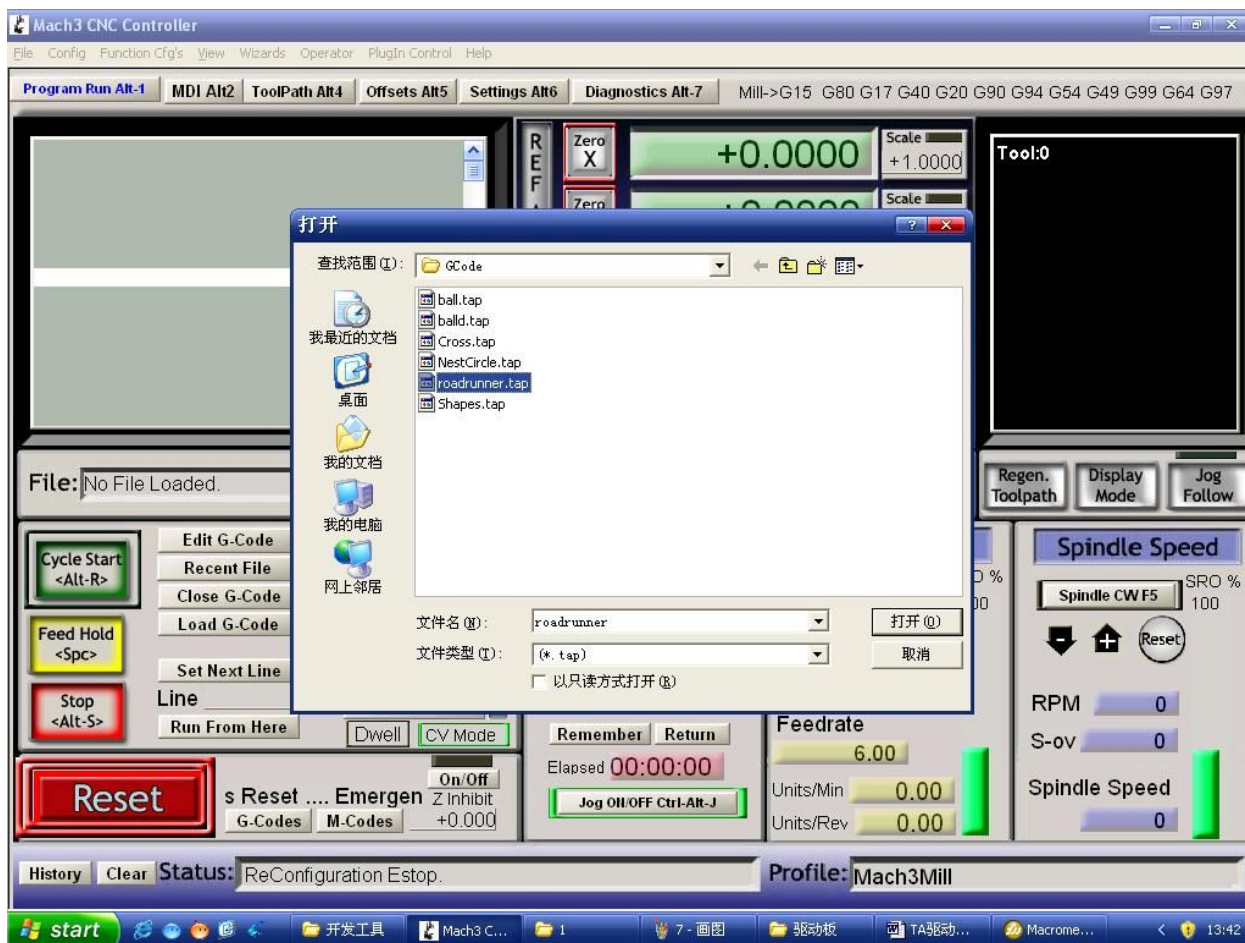 Mach3 CNC Controller
File Config Function Cfg's View Wizards Operator PlugIn Control Help
Program Run Alt-1 MDI Alt2 ToolPath Alt4 Offsets Alt5 Settings Alt6 Diagnostics Alt-7 Mill->G15 G80 G17 G40 G20 G90 G94 G54 G49 G99 G64 G97
REF
Zero X +0.0000 Scale +1.0000
Zero Scale
Tool:0
打开
查找范围(I): GCode
我最近的文档
桌面
我的文档
我的电脑
网上邻居
ball.tap
balld.tap
Cross.tap
NestCircle.tap
roadrunner.tap
Shapes.tap
文件名(N): roadrunner 打开(O)
文件类型(T): (*.tap) 取消
以只读方式打开(R)
File: No File Loaded.
Regen. Toolpath Display Mode Jog Follow
Cycle Start <Alt-R>
Feed Hold <Spc>
Stop <Alt-S>
Edit G-Code
Recent File
Close G-Code
Load G-Code
Set Next Line
Line
Run From Here
Dwell CV Mode
Reset
s Reset .... Emergen
G-Codes M-Codes
On/Off
Z Inhibit
+0.000
Remember Return
Elapsed 00:00:00
Jog ON/OFF Ctrl-Alt-J
Feedrate
6.00
Units/Min 0.00
Units/Rev 0.00
Spindle Speed
Spindle CW F5
SRO %
100
Reset
RPM 0
S-ov 0
Spindle Speed
0
History Clear Status: ReConfiguration Estop. Profile: Mach3Mill
start 开发工具 Mach3 C... 1 7 - 画图 驱动板 TA驱动... Macrome... 13:42